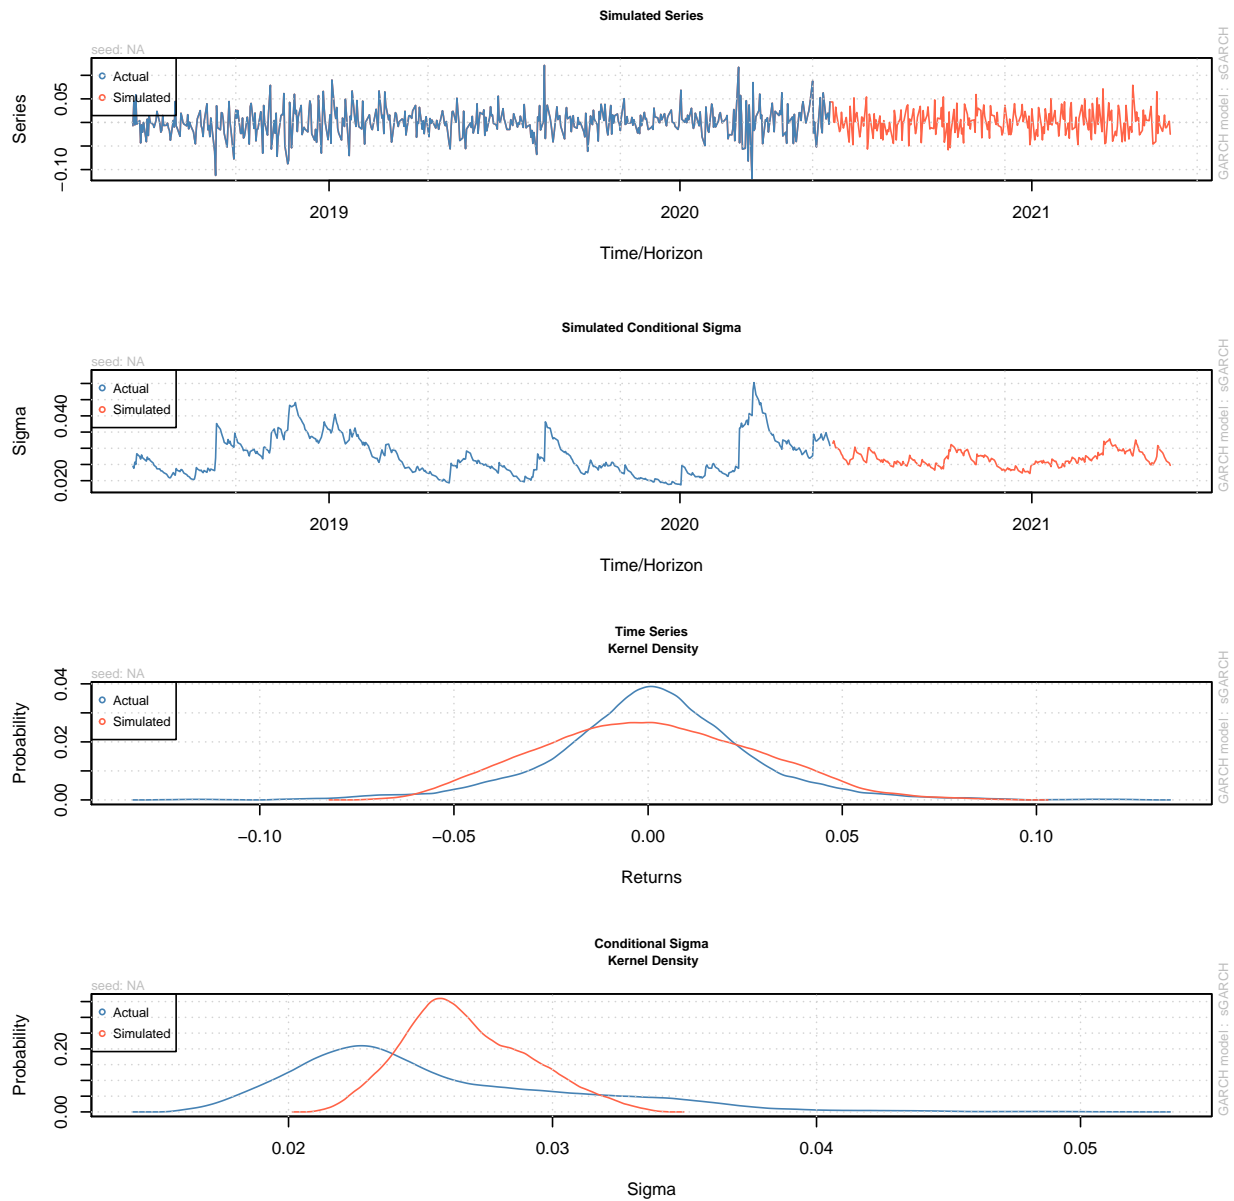 Simulated Series
seed: NA
Actual
Simulated
Series
0.05
−0.10
2019
2020
2021
Time/Horizon
GARCH model : sGARCH
Simulated Conditional Sigma
seed: NA
Actual
Simulated
Sigma
0.040
0.020
2019
2020
2021
Time/Horizon
GARCH model : sGARCH
Time Series
Kernel Density
seed: NA
Actual
Simulated
Probability
0.04
0.02
0.00
−0.10
−0.05
0.00
0.05
0.10
Returns
GARCH model : sGARCH
Conditional Sigma
Kernel Density
seed: NA
Actual
Simulated
Probability
0.20
0.00
0.02
0.03
0.04
0.05
Sigma
GARCH model : sGARCH